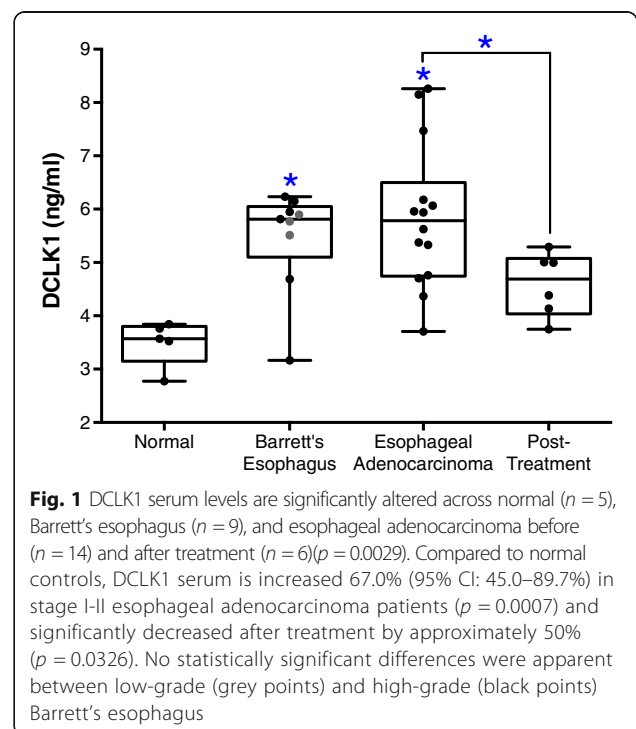 9
8
7
6
5
4
3
2
DCLK1 (ng/ml)
*
*
*
Normal
Barrett's
Esophagus
Esophageal
Adenocarcinoma
Post-
Treatment
Fig. 1 DCLK1 serum levels are significantly altered across normal (n = 5),
Barrett's esophagus (n = 9), and esophageal adenocarcinoma before
(n = 14) and after treatment (n = 6)(p = 0.0029). Compared to normal
controls, DCLK1 serum is increased 67.0% (95% CI: 45.0–89.7%) in
stage I-II esophageal adenocarcinoma patients (p = 0.0007) and
significantly decreased after treatment by approximately 50%
(p = 0.0326). No statistically significant differences were apparent
between low-grade (grey points) and high-grade (black points)
Barrett's esophagus